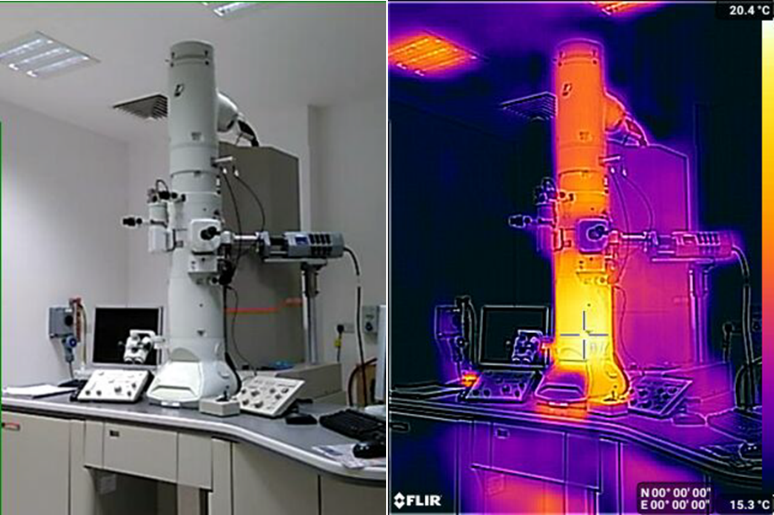 20.4 °C
FLIR
N 00° 00' 00"
E 00° 00' 00"
15.3 °C